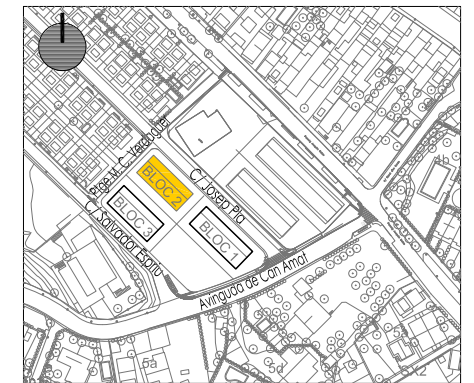 Ptge.M. C. Verdaguer
BLOC 2
C/ Josep Pla
BLOC 3
C/ Salvador Espriu
BLOC 1
Avinguda de Can Amat